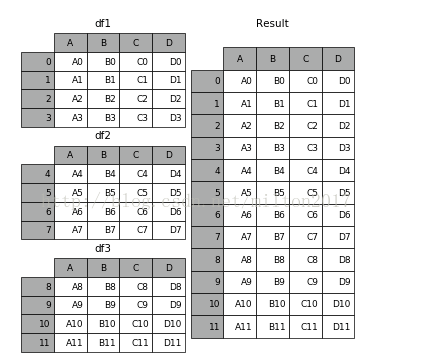 df1
A B C D
0 A0 B0 C0 D0
1 A1 B1 C1 D1
2 A2 B2 C2 D2
3 A3 B3 C3 D3
df2
A B C D
4 A4 B4 C4 D4
5 A5 B5 C5 D5
6 A6 B6 C6 D6
7 A7 B7 C7 D7
df3
A B C D
8 A8 B8 C8 D8
9 A9 B9 C9 D9
10 A10 B10 C10 D10
11 A11 B11 C11 D11
Result
A B C D
0 A0 B0 C0 D0
1 A1 B1 C1 D1
2 A2 B2 C2 D2
3 A3 B3 C3 D3
4 A4 B4 C4 D4
5 A5 B5 C5 D5
6 A6 B6 C6 D6
7 A7 B7 C7 D7
8 A8 B8 C8 D8
9 A9 B9 C9 D9
10 A10 B10 C10 D10
11 A11 B11 C11 D11
http://blog.csdn.net/milton2017